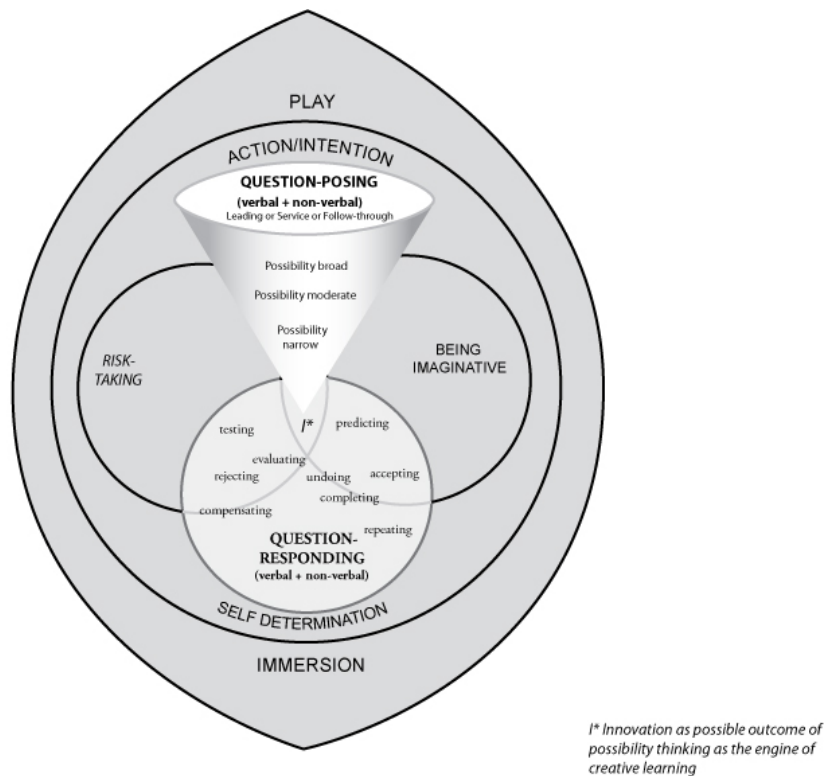 PLAY
ACTION/INTENTION
QUESTION-POSING
(verbal + non-verbal)
Leading or Service or Follow-through
Possibility broad
Possibility moderate
Possibility
narrow
RISK-
TAKING
BEING
IMAGINATIVE
I*
testing
predicting
evaluating
rejecting
undoing
accepting
completing
compensating
repeating
QUESTION-
RESPONDING
(verbal + non-verbal)
SELF DETERMINATION
IMMERSION
I* Innovation as possible outcome of
possibility thinking as the engine of
creative learning